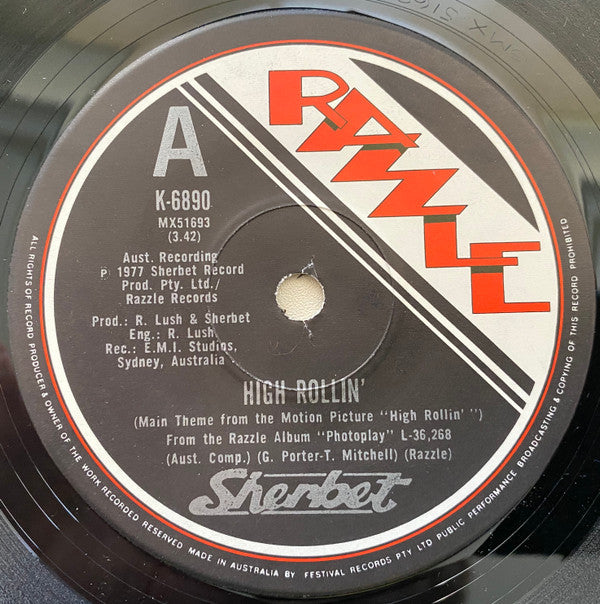 RAZZLE
A
K-6890
MX51693
(3.42)
Aust. Recording
P 1977 Sherbet Record
Prod. Pty. Ltd./
Razzle Records
Prod.: R. Lush & Sherbet
Eng.: R. Lush
Rec.: E.M.I. Studios,
Sydney, Australia
HIGH ROLLIN'
(Main Theme from the Motion Picture "High Rollin' ")
From the Razzle Album "Photoplay" L-36,268
(Aust. Comp.) (G. Porter-T. Mitchell) (Razzle)
Sherbet
ALL RIGHTS OF RECORD PRODUCER & OWNER OF THE WORK RECORDED RESERVED MADE IN AUSTRALIA BY FESTIVAL RECORDS PTY LTD PUBLIC PERFORMANCE BROADCASTING & COPYING OF THIS RECORD PROHIBITED